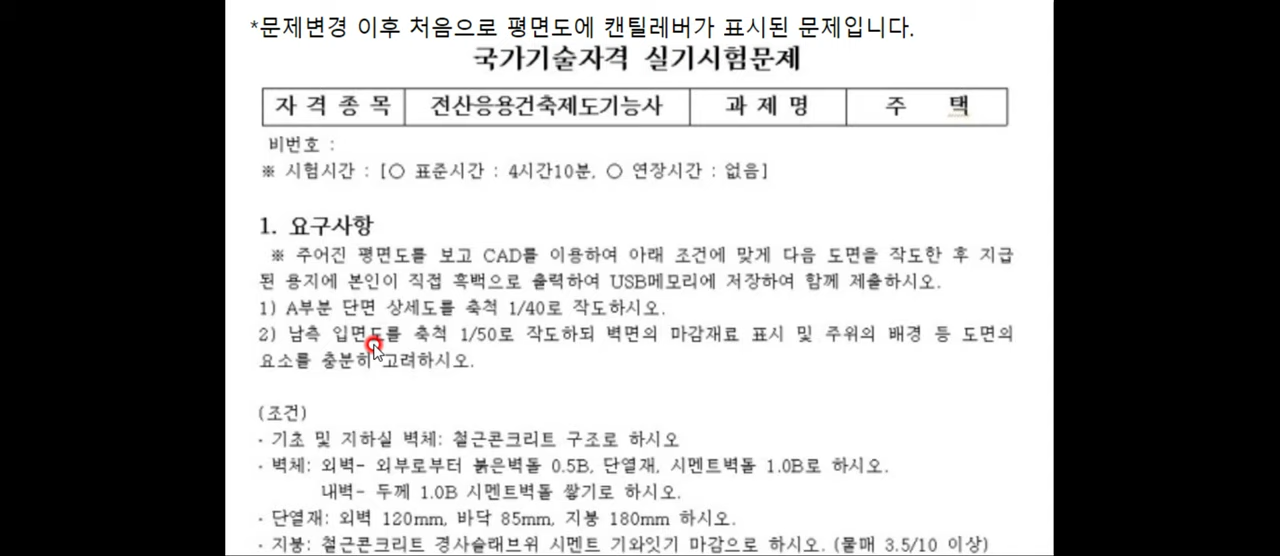 *문제변경 이후 처음으로 평면도에 캔틸레버가 표시된 문제입니다.
국가기술자격 실기시험문제
자 격 종 목 전산응용건축제도기능사 과 제 명 주 택
비번호 :
※ 시험시간 : [○ 표준시간 : 4시간10분, ○ 연장시간 : 없음]
1. 요구사항
※ 주어진 평면도를 보고 CAD를 이용하여 아래 조건에 맞게 다음 도면을 작도한 후 지급
된 용지에 본인이 직접 흑백으로 출력하여 USB메모리에 저장하여 함께 제출하시오.
1) A부분 단면 상세도를 축척 1/40로 작도하시오.
2) 남측 입면도를 축척 1/50로 작도하되 벽면의 마감재료 표시 및 주위의 배경 등 도면의
요소를 충분히 고려하시오.
(조건)
· 기초 및 지하실 벽체: 철근콘크리트 구조로 하시오
· 벽체: 외벽- 외부로부터 붉은벽돌 0.5B, 단열재, 시멘트벽돌 1.0B로 하시오.
내벽- 두께 1.0B 시멘트벽돌 쌓기로 하시오.
· 단열재: 외벽 120mm, 바닥 85mm, 지붕 180mm 하시오.
· 지붕: 철근콘크리트 경사슬래브위 시멘트 기와잇기 마감으로 하시오. (물매 3.5/10 이상)